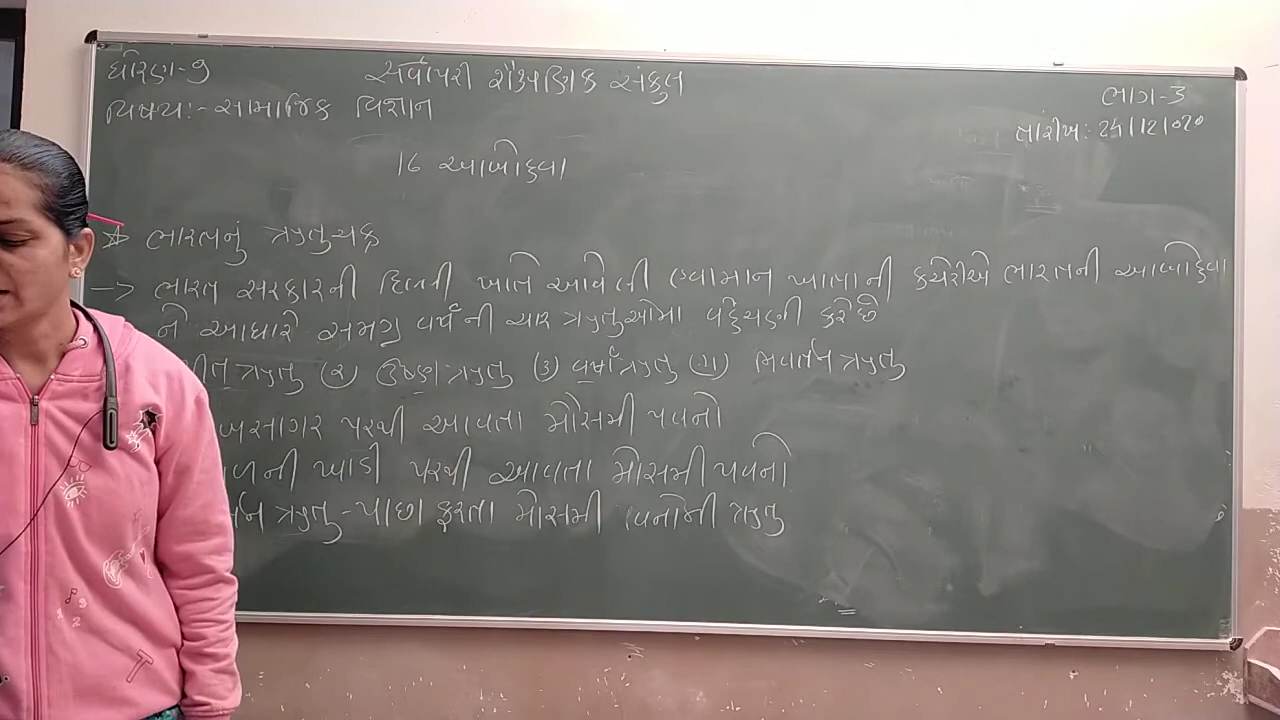 ધોરણ-9
સર્વોપરી શૈક્ષણિક સંકુલ
ભાગ-3
વિષય:- સામાજિક વિજ્ઞાન
તારીખ: 24/12/2020
16 આબોહવા
ભારતનું ઋતુચક્ર
-> ભારત સરકારની દિલ્લી ખાતે આવેલી હવામાન ખાતાની કચેરીએ ભારતની આબોહવા
ને આધારે સમગ્ર વર્ષની ચાર ઋતુઓમા વહેંચણી કરી છે
શીત ઋતુ (2) ઉષ્ણ ઋતુ (3) વર્ષા ઋતુ (4) નિવર્તન ઋતુ
સાગર પરથી આવતા મૌસમી પવનો
ની ખાડી પરથી આવતા મોસમી પવનો
ઋતુ - પાછા ફરતા મોસમી પવનોની ઋતુ